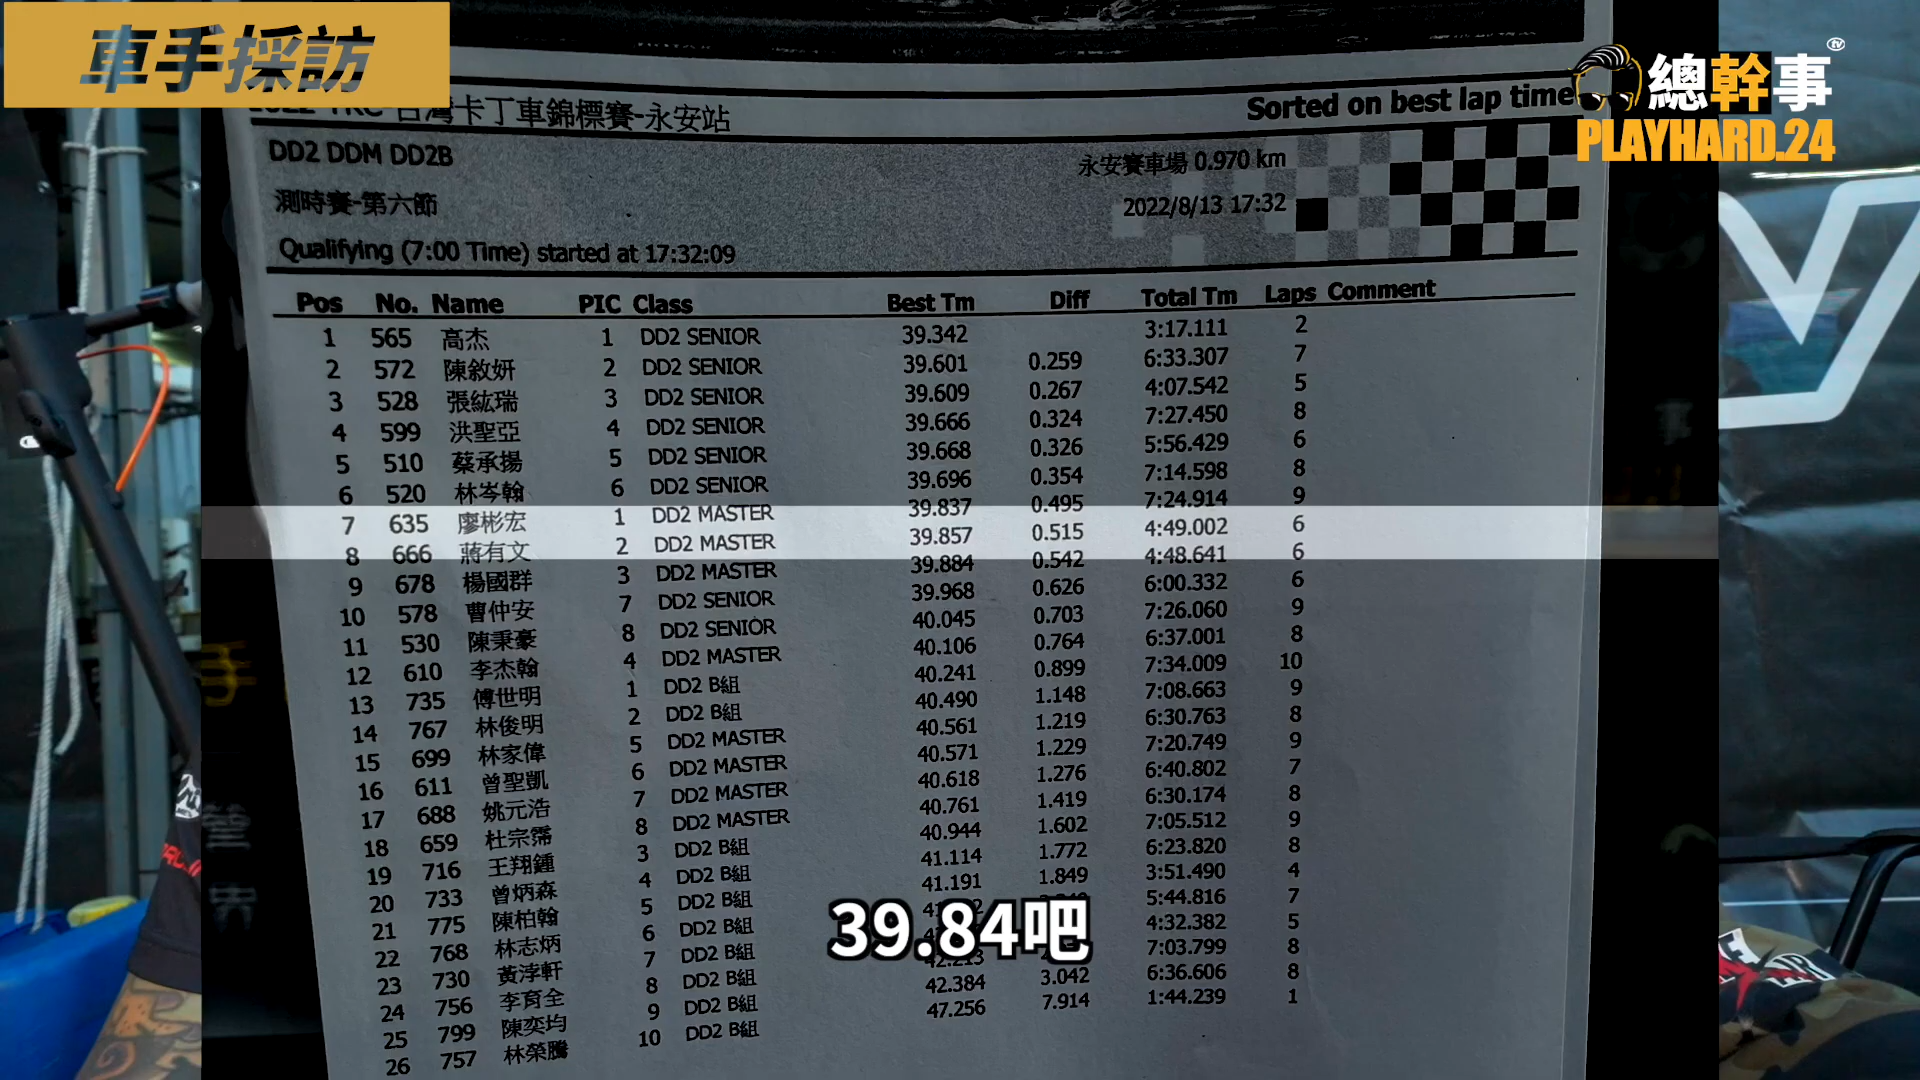 車手採訪
總幹事
PLAYHARD.24
台灣卡丁車錦標賽-永安站
Sorted on best lap time
DD2 DDM DD2B
永安賽車場 0.970 km
測時賽-第六節
2022/8/13 17:32
Qualifying (7:00 Time) started at 17:32:09
Pos No. Name PIC Class Best Tm Diff Total Tm Laps Comment
1 565 高杰 1 DD2 SENIOR 39.342 3:17.111 2
2 572 陳敘妍 2 DD2 SENIOR 39.601 0.259 6:33.307 7
3 528 張紘瑞 3 DD2 SENIOR 39.609 0.267 4:07.542 5
4 599 洪聖亞 4 DD2 SENIOR 39.666 0.324 7:27.450 8
5 510 蔡承揚 5 DD2 SENIOR 39.668 0.326 5:56.429 6
6 520 林岑翰 6 DD2 SENIOR 39.696 0.354 7:14.598 8
7 635 廖彬宏 1 DD2 MASTER 39.837 0.495 7:24.914 9
8 666 蔣有文 2 DD2 MASTER 39.857 0.515 4:49.002 6
9 678 楊國群 3 DD2 MASTER 39.884 0.542 4:48.641 6
10 578 曹仲安 7 DD2 SENIOR 39.968 0.626 6:00.332 6
11 530 陳秉豪 8 DD2 SENIOR 40.045 0.703 7:26.060 9
12 610 李杰翰 4 DD2 MASTER 40.106 0.764 6:37.001 8
13 735 傅世明 1 DD2 B組 40.241 0.899 7:34.009 10
14 767 林俊明 2 DD2 B組 40.490 1.148 7:08.663 9
15 699 林家偉 5 DD2 MASTER 40.561 1.219 6:30.763 8
16 611 曾聖凱 6 DD2 MASTER 40.571 1.229 7:20.749 9
17 688 姚元浩 7 DD2 MASTER 40.618 1.276 6:40.802 7
18 659 杜宗霈 8 DD2 MASTER 40.761 1.419 6:30.174 8
19 716 王翔鍾 3 DD2 B組 40.944 1.602 7:05.512 9
20 733 曾炳森 4 DD2 B組 41.114 1.772 6:23.820 8
21 775 陳柏翰 5 DD2 B組 41.191 1.849 3:51.490 4
22 768 林志炳 6 DD2 B組 5:44.816 7
23 730 黃浡軒 7 DD2 B組 4:32.382 5
24 756 李育全 8 DD2 B組 7:03.799 8
25 799 陳奕均 9 DD2 B組 42.384 3.042 6:36.606 8
26 757 林榮騰 10 DD2 B組 47.256 7.914 1:44.239 1
39.84吧